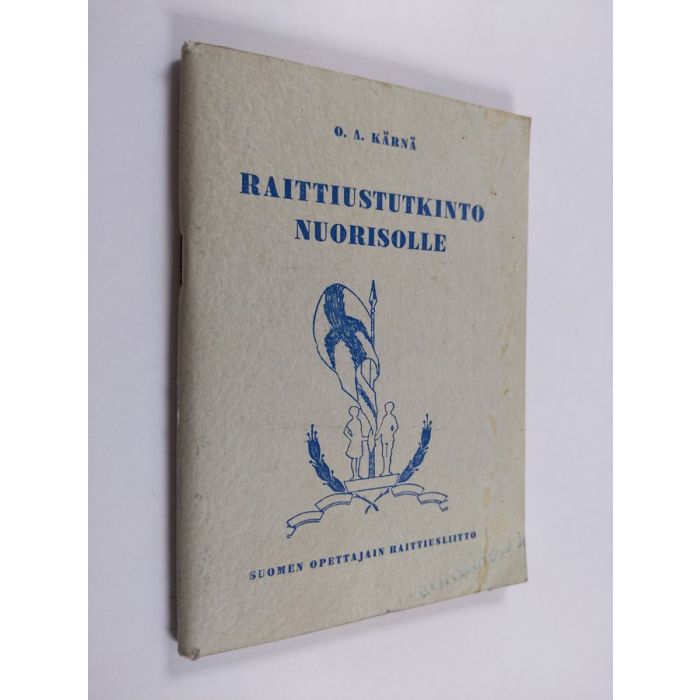 O. A. KÄRNÄ
RAITTIUSTUTKINTO
NUORISOLLE
SUOMEN OPETTAJAIN RAITTIUSLIITTO